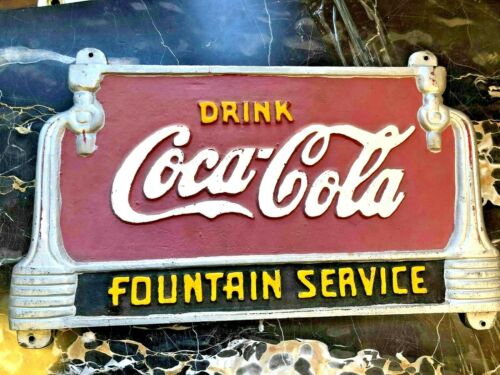 DRINK
Coca-Cola
FOUNTAIN SERVICE